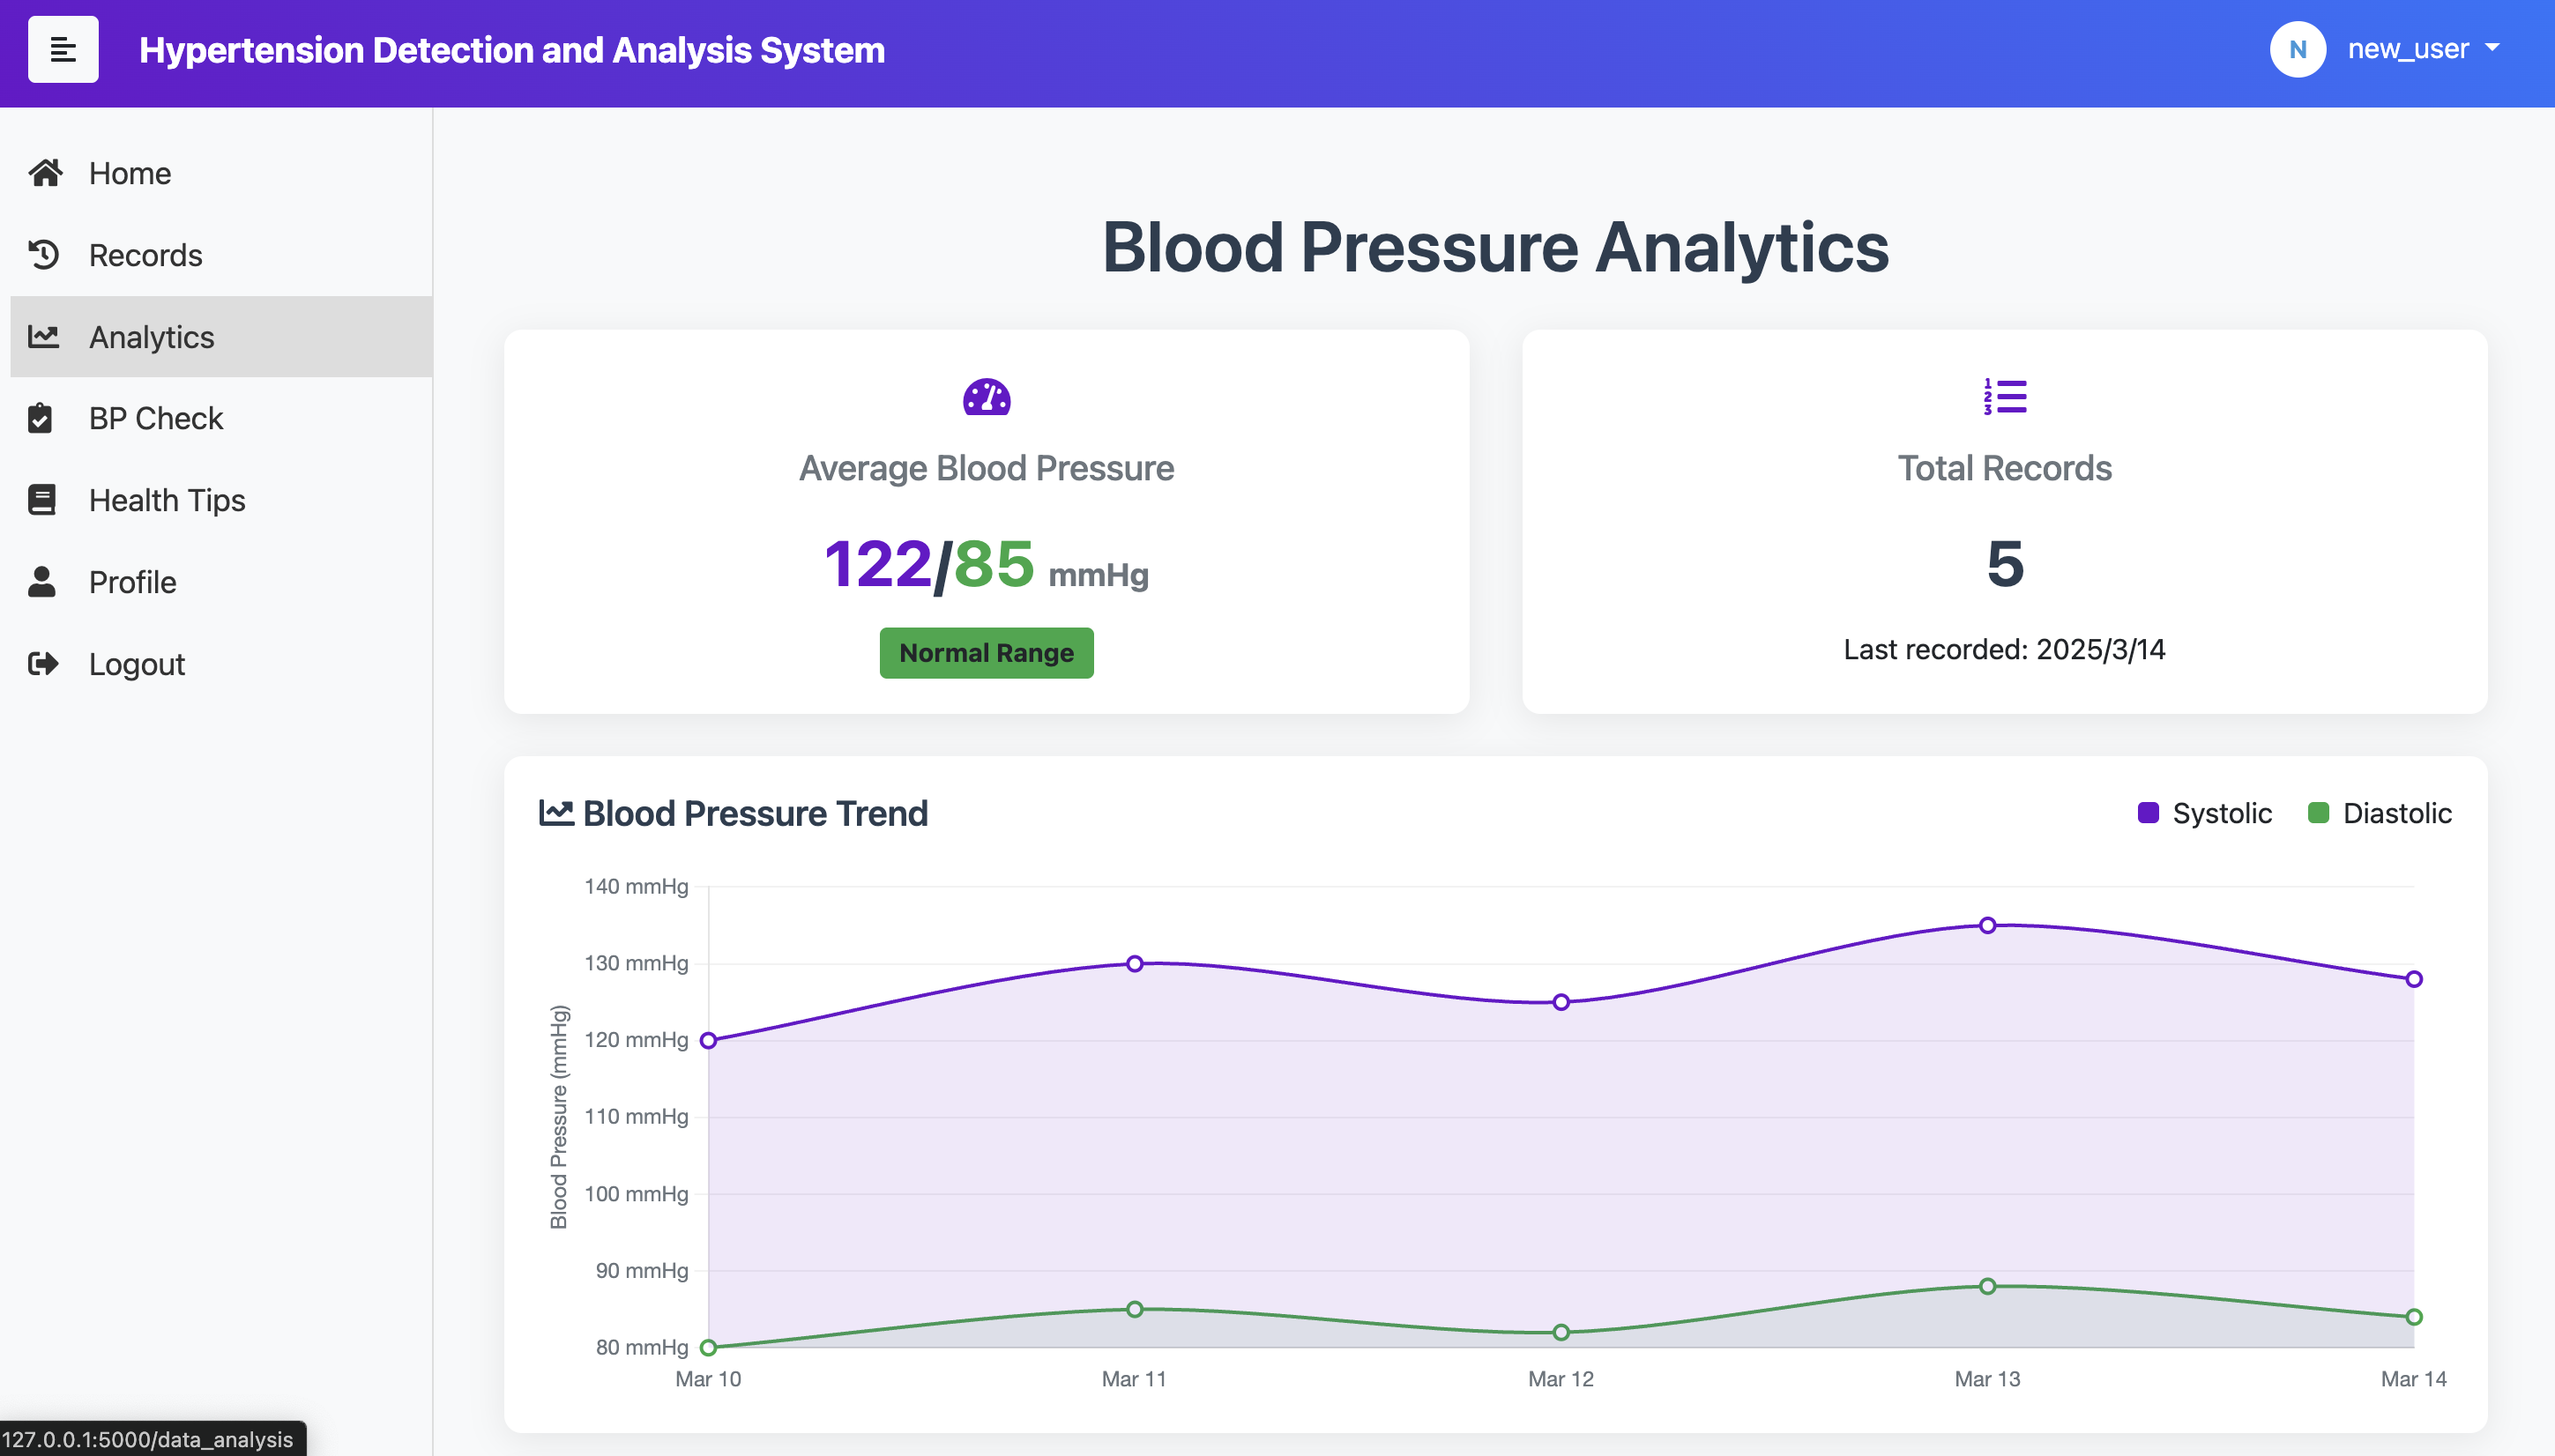 Hypertension Detection and Analysis System
N new_user
Home
Records
Analytics
BP Check
Health Tips
Profile
Logout
Blood Pressure Analytics
Average Blood Pressure
122/85 mmHg
Normal Range
1
2
3
Total Records
5
Last recorded: 2025/3/14
Blood Pressure Trend
Systolic Diastolic
Blood Pressure (mmHg)
140 mmHg
130 mmHg
120 mmHg
110 mmHg
100 mmHg
90 mmHg
80 mmHg
Mar 10 Mar 11 Mar 12 Mar 13 Mar 14
127.0.0.1:5000/data_analysis